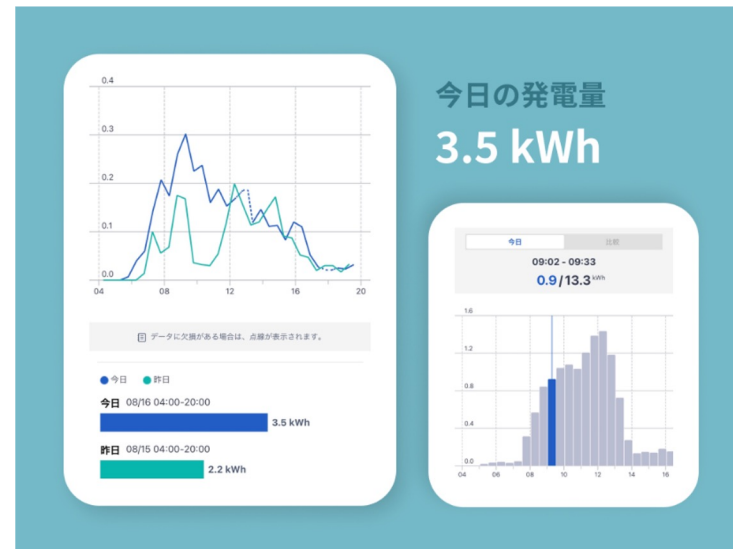 0.4
0.3
0.2
0.1
0.0
04 08 12 16 20
データに欠損がある場合は、点線が表示されます。
今日 昨日
今日 08/16 04:00-20:00
3.5 kWh
昨日 08/15 04:00-20:00
2.2 kWh
今日の発電量
3.5 kWh
今日 比較
09:02 - 09:33
0.9/13.3 kWh
1.6
1.2
0.8
0.4
0.0
04 06 08 10 12 14 16